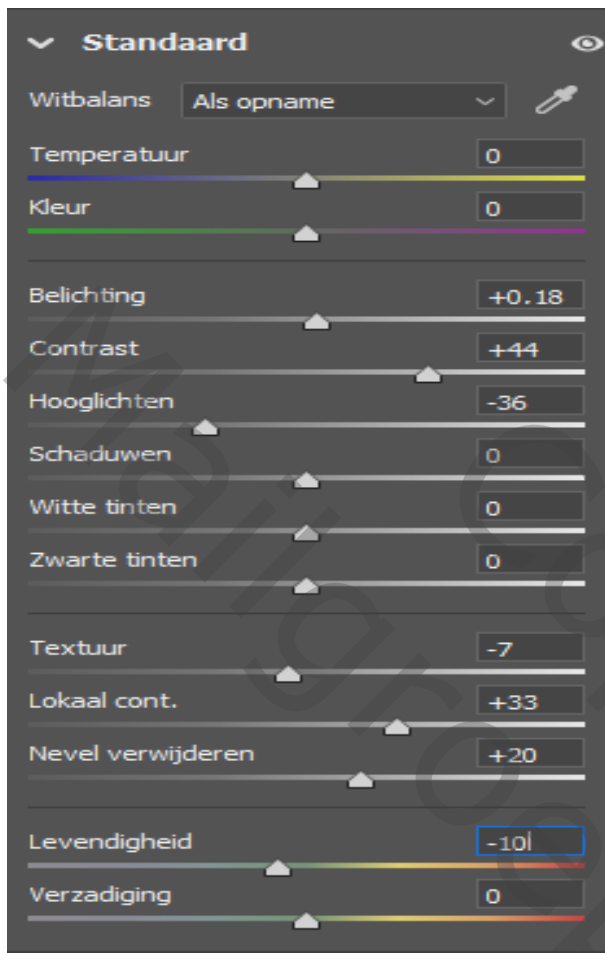 Standaard
Witbalans Als opname
Temperatuur 0
Kleur 0
Belichting +0.18
Contrast +44
Hooglichten -36
Schaduwen 0
Witte tinten 0
Zwarte tinten 0
Textuur -7
Lokaal cont. +33
Nevel verwijderen +20
Levendigheid -10
Verzadiging 0